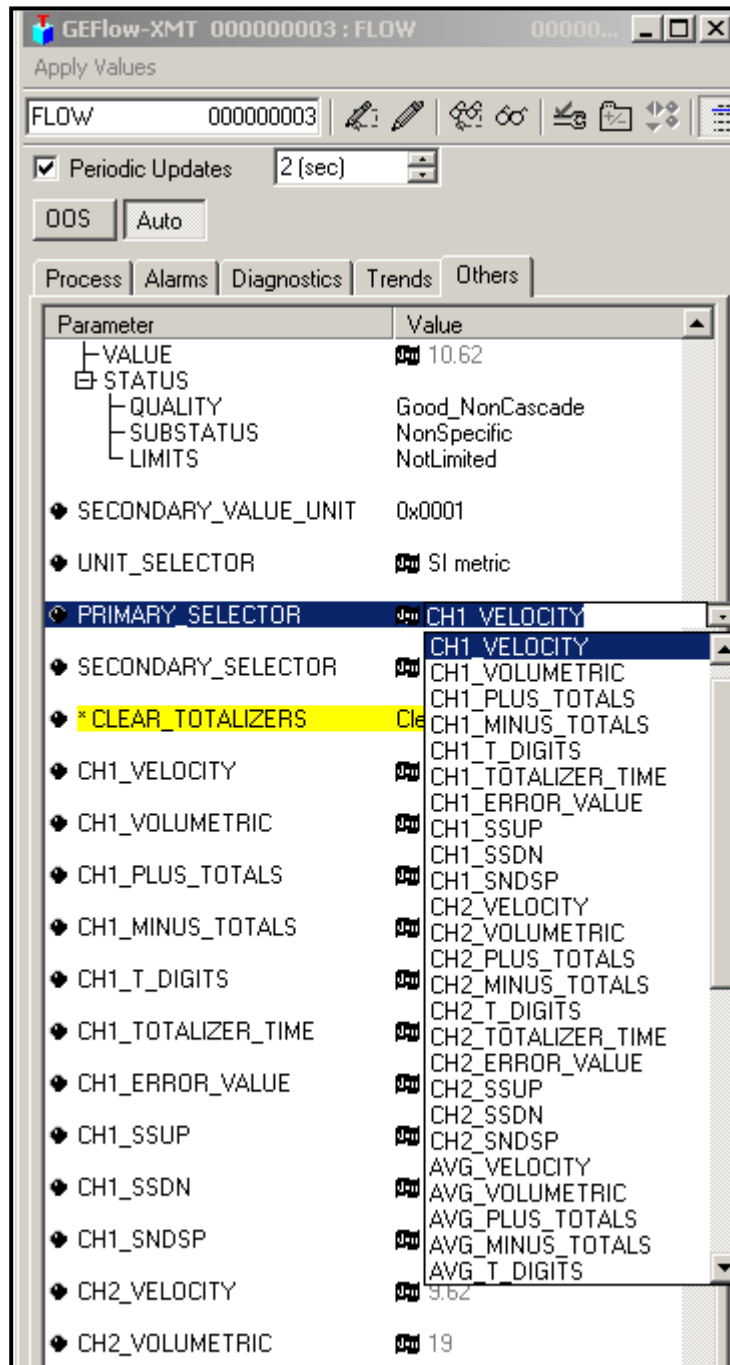 GEFlow-XMT 000000003 : FLOW 00000...
Apply Values
FLOW 000000003
Periodic Updates 2 (sec)
OOS Auto
Process Alarms Diagnostics Trends Others
Parameter Value
VALUE 10.62
STATUS
QUALITY Good_NonCascade
SUBSTATUS NonSpecific
LIMITS NotLimited
SECONDARY_VALUE_UNIT 0x0001
UNIT_SELECTOR SI metric
PRIMARY_SELECTOR CH1_VELOCITY
SECONDARY_SELECTOR
* CLEAR_TOTALIZERS Cle
CH1_VELOCITY
CH1_VOLUMETRIC
CH1_PLUS_TOTALS
CH1_MINUS_TOTALS
CH1_T_DIGITS
CH1_TOTALIZER_TIME
CH1_ERROR_VALUE
CH1_SSUP
CH1_SSDN
CH1_SNDSP
CH2_VELOCITY 9.62
CH2_VOLUMETRIC 19
CH1_VELOCITY
CH1_VOLUMETRIC
CH1_PLUS_TOTALS
CH1_MINUS_TOTALS
CH1_T_DIGITS
CH1_TOTALIZER_TIME
CH1_ERROR_VALUE
CH1_SSUP
CH1_SSDN
CH1_SNDSP
CH2_VELOCITY
CH2_VOLUMETRIC
CH2_PLUS_TOTALS
CH2_MINUS_TOTALS
CH2_T_DIGITS
CH2_TOTALIZER_TIME
CH2_ERROR_VALUE
CH2_SSUP
CH2_SSDN
CH2_SNDSP
AVG_VELOCITY
AVG_VOLUMETRIC
AVG_PLUS_TOTALS
AVG_MINUS_TOTALS
AVG_T_DIGITS